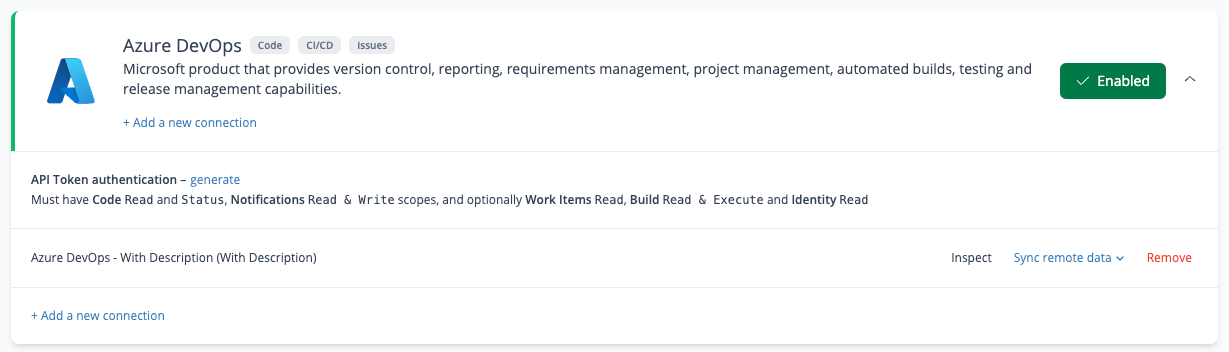 Azure DevOps Code CI/CD Issues
Microsoft product that provides version control, reporting, requirements management, project management, automated builds, testing and
release management capabilities.
Enabled
+ Add a new connection
API Token authentication – generate
Must have Code Read and Status, Notifications Read & Write scopes, and optionally Work Items Read, Build Read & Execute and Identity Read
Azure DevOps - With Description (With Description) Inspect Sync remote data Remove
+ Add a new connection